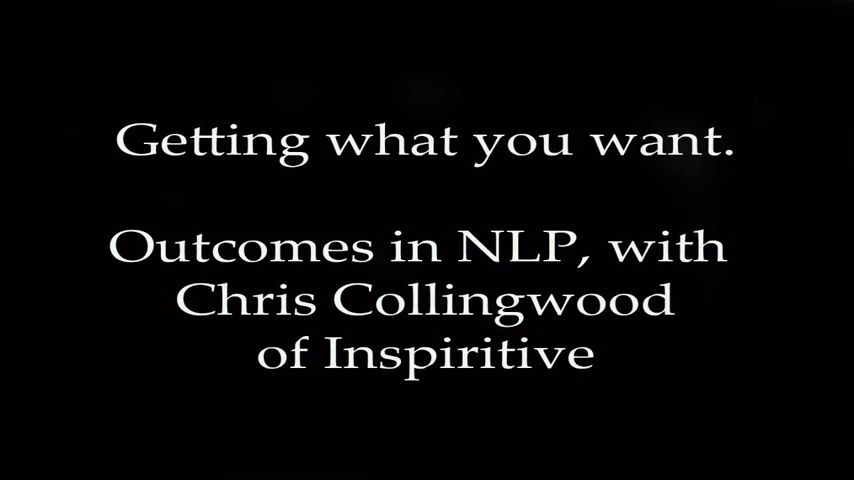 Getting what you want.
Outcomes in NLP, with
Chris Collingwood
of Inspiritive